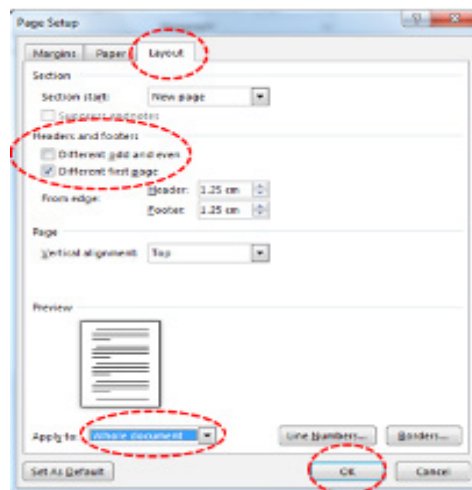 Page Setup
Margins Paper Layout
Section
Section start: New page
Suppress endnotes
Headers and footers
Different odd and even
Different first page
From edge: Header: 1.25 cm
Footer: 1.25 cm
Page
Vertical alignment: Top
Preview
Apply to: Whole document Line Numbers... Borders...
Set As Default OK Cancel